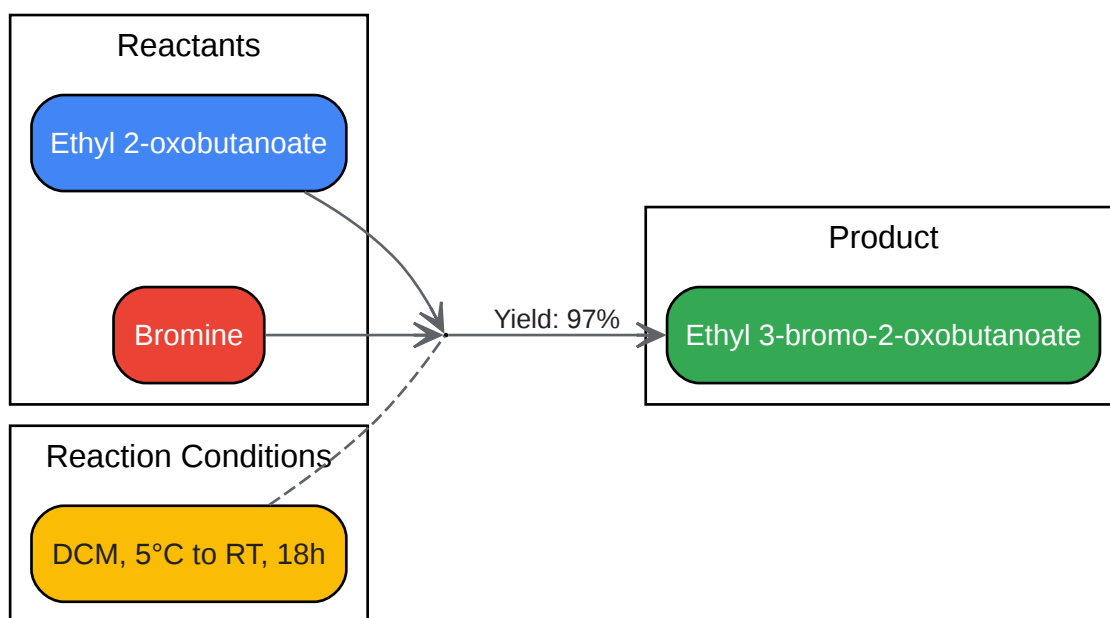 Reactants
Ethyl 2-oxobutanoate
Bromine
Reaction Conditions
DCM, 5°C to RT, 18h
Yield: 97%
Product
Ethyl 3-bromo-2-oxobutanoate